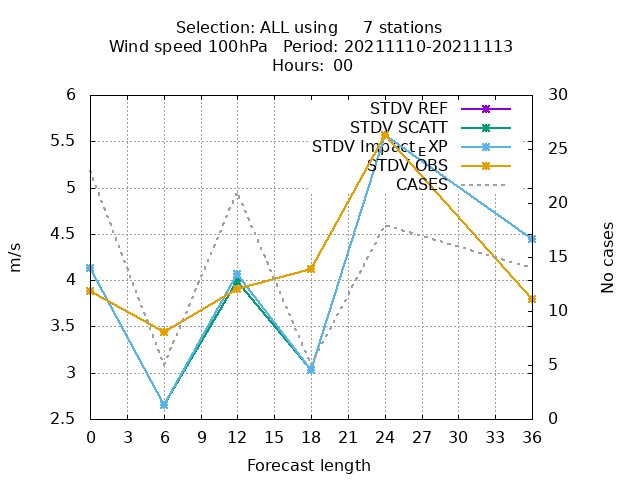 Selection: ALL using     7 stations
Wind speed 100hPa   Period: 20211110-20211113
Hours:  00
STDV REF
STDV SCATT
STDV Impact_EXP
STDV OBS
CASES
6
5.5
5
4.5
4
3.5
3
2.5
m/s
30
25
20
15
10
5
0
No cases
0 3 6 9 12 15 18 21 24 27 30 33 36
Forecast length